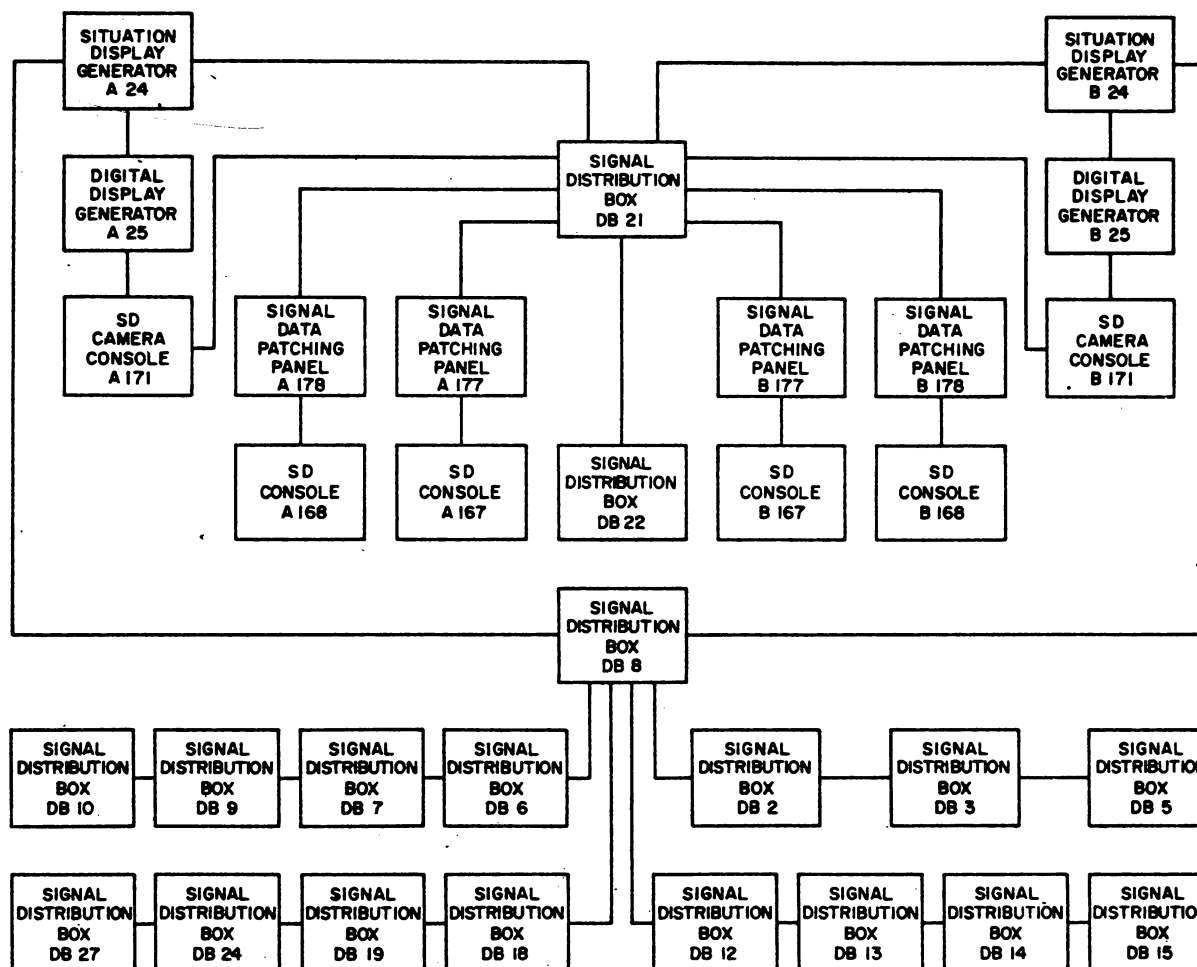 SITUATION
DISPLAY
GENERATOR
A 24
SITUATION
DISPLAY
GENERATOR
B 24
DIGITAL
DISPLAY
GENERATOR
A 25
SIGNAL
DISTRIBUTION
BOX
DB 21
DIGITAL
DISPLAY
GENERATOR
B 25
SD
CAMERA
CONSOLE
A 171
SIGNAL
DATA
PATCHING
PANEL
A 178
SIGNAL
DATA
PATCHING
PANEL
A 177
SIGNAL
DATA
PATCHING
PANEL
B 177
SIGNAL
DATA
PATCHING
PANEL
B 178
SD
CAMERA
CONSOLE
B 171
SD
CONSOLE
A 168
SD
CONSOLE
A 167
SIGNAL
DISTRIBUTION
BOX
DB 22
SD
CONSOLE
B 167
SD
CONSOLE
B 168
SIGNAL
DISTRIBUTION
BOX
DB 8
SIGNAL
DISTRIBUTION
BOX
DB 10
SIGNAL
DISTRIBUTION
BOX
DB 9
SIGNAL
DISTRIBUTION
BOX
DB 7
SIGNAL
DISTRIBUTION
BOX
DB 6
SIGNAL
DISTRIBUTION
BOX
DB 2
SIGNAL
DISTRIBUTION
BOX
DB 3
SIGNAL
DISTRIBUTION
BOX
DB 5
SIGNAL
DISTRIBUTION
BOX
DB 27
SIGNAL
DISTRIBUTION
BOX
DB 24
SIGNAL
DISTRIBUTION
BOX
DB 19
SIGNAL
DISTRIBUTION
BOX
DB 18
SIGNAL
DISTRIBUTION
BOX
DB 12
SIGNAL
DISTRIBUTION
BOX
DB 13
SIGNAL
DISTRIBUTION
BOX
DB 14
SIGNAL
DISTRIBUTION
BOX
DB 15